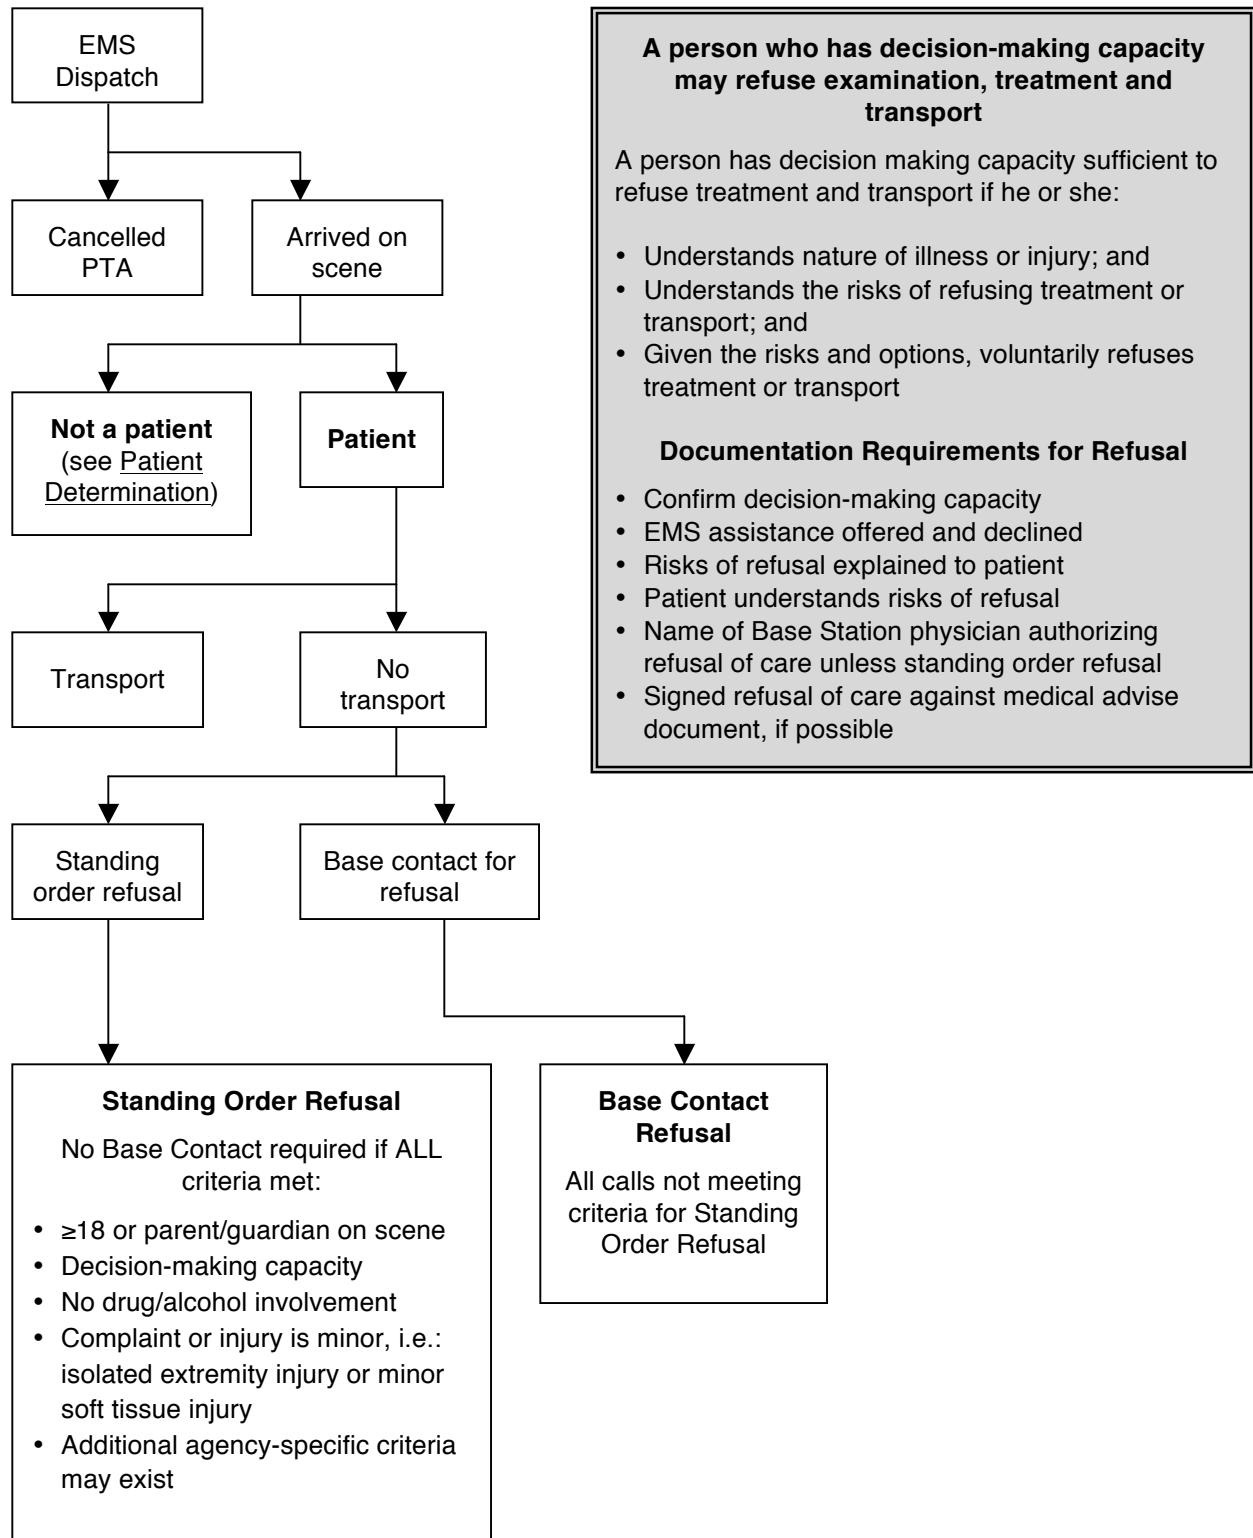 EMS
Dispatch
Cancelled
PTA
Arrived on
scene
Not a patient
(see Patient
Determination)
Patient
Transport
No
transport
Standing
order refusal
Base contact for
refusal
Standing Order Refusal
No Base Contact required if ALL
criteria met:
• ≥18 or parent/guardian on scene
• Decision-making capacity
• No drug/alcohol involvement
• Complaint or injury is minor, i.e.:
isolated extremity injury or minor
soft tissue injury
• Additional agency-specific criteria
may exist
Base Contact
Refusal
All calls not meeting
criteria for Standing
Order Refusal
A person who has decision-making capacity
may refuse examination, treatment and
transport
A person has decision making capacity sufficient to
refuse treatment and transport if he or she:
• Understands nature of illness or injury; and
• Understands the risks of refusing treatment or
transport; and
• Given the risks and options, voluntarily refuses
treatment or transport
Documentation Requirements for Refusal
• Confirm decision-making capacity
• EMS assistance offered and declined
• Risks of refusal explained to patient
• Patient understands risks of refusal
• Name of Base Station physician authorizing
refusal of care unless standing order refusal
• Signed refusal of care against medical advise
document, if possible